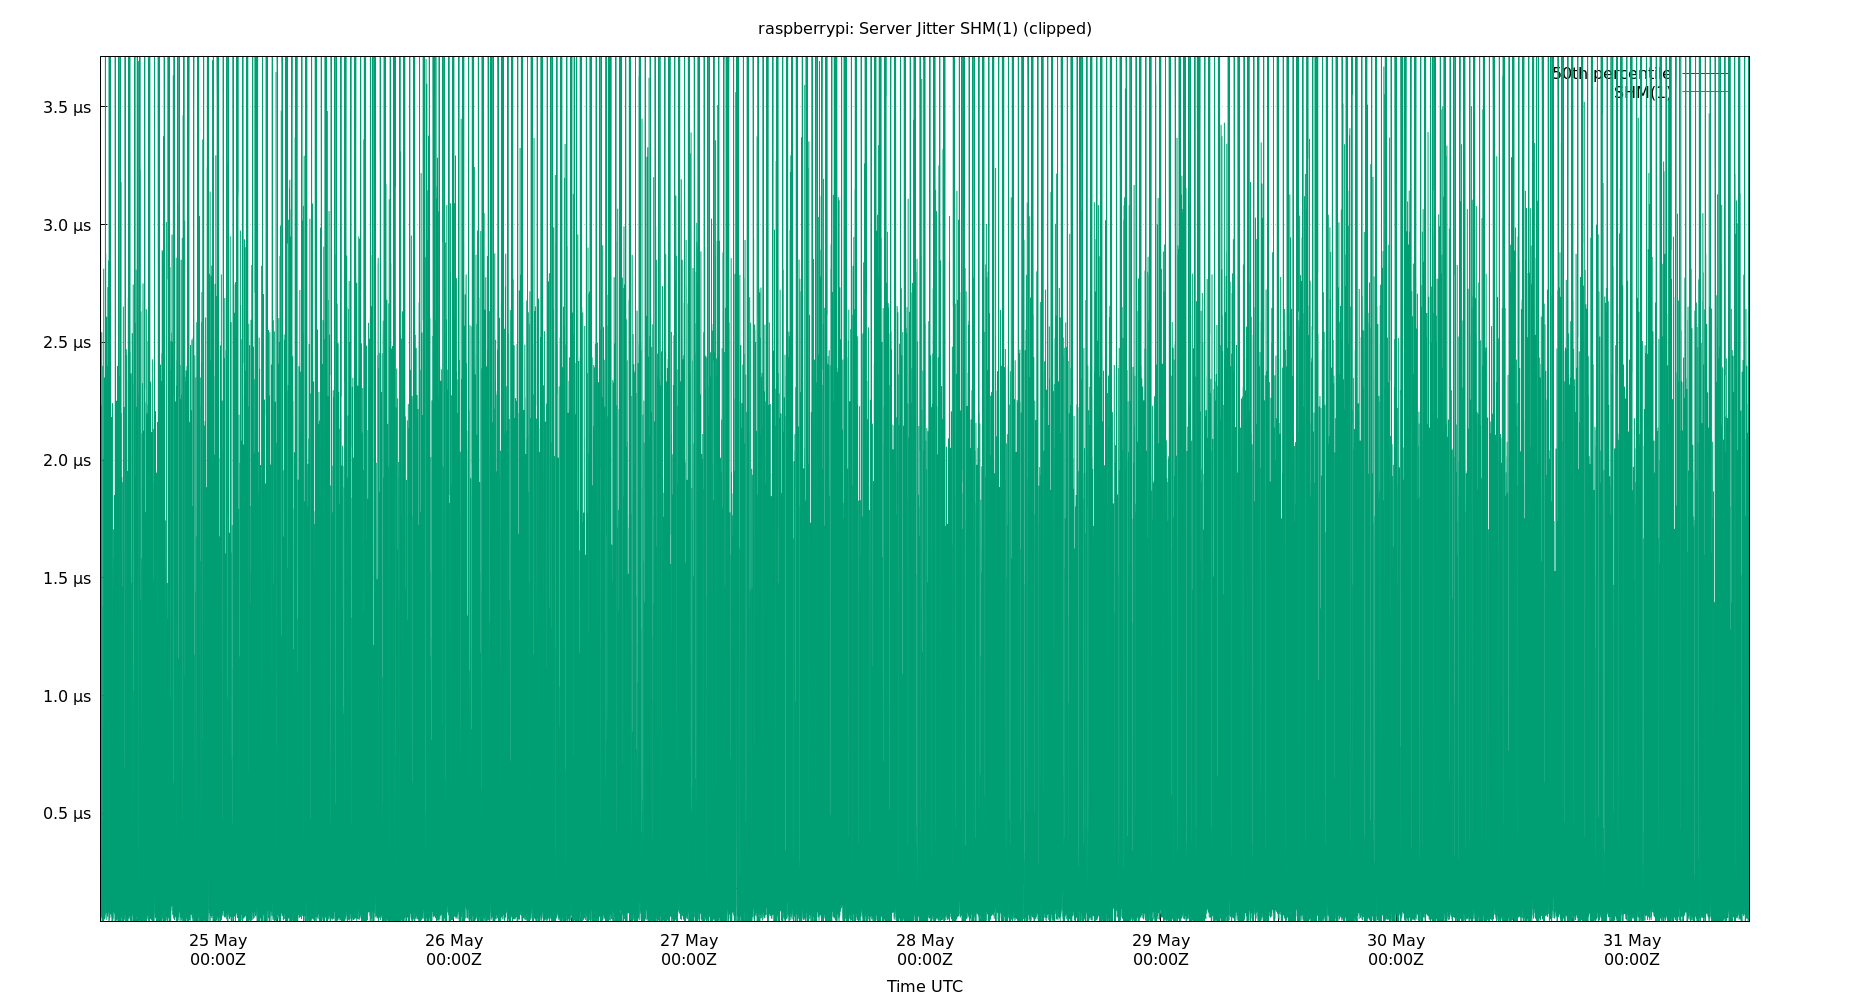 raspberrypi: Server Jitter SHM(1) (clipped)
50th percentile
SHM(1)
3.5 μs
3.0 μs
2.5 μs
2.0 μs
1.5 μs
1.0 μs
0.5 μs
25 May 26 May 27 May 28 May 29 May 30 May 31 May
00:00Z 00:00Z 00:00Z 00:00Z 00:00Z 00:00Z 00:00Z
Time UTC